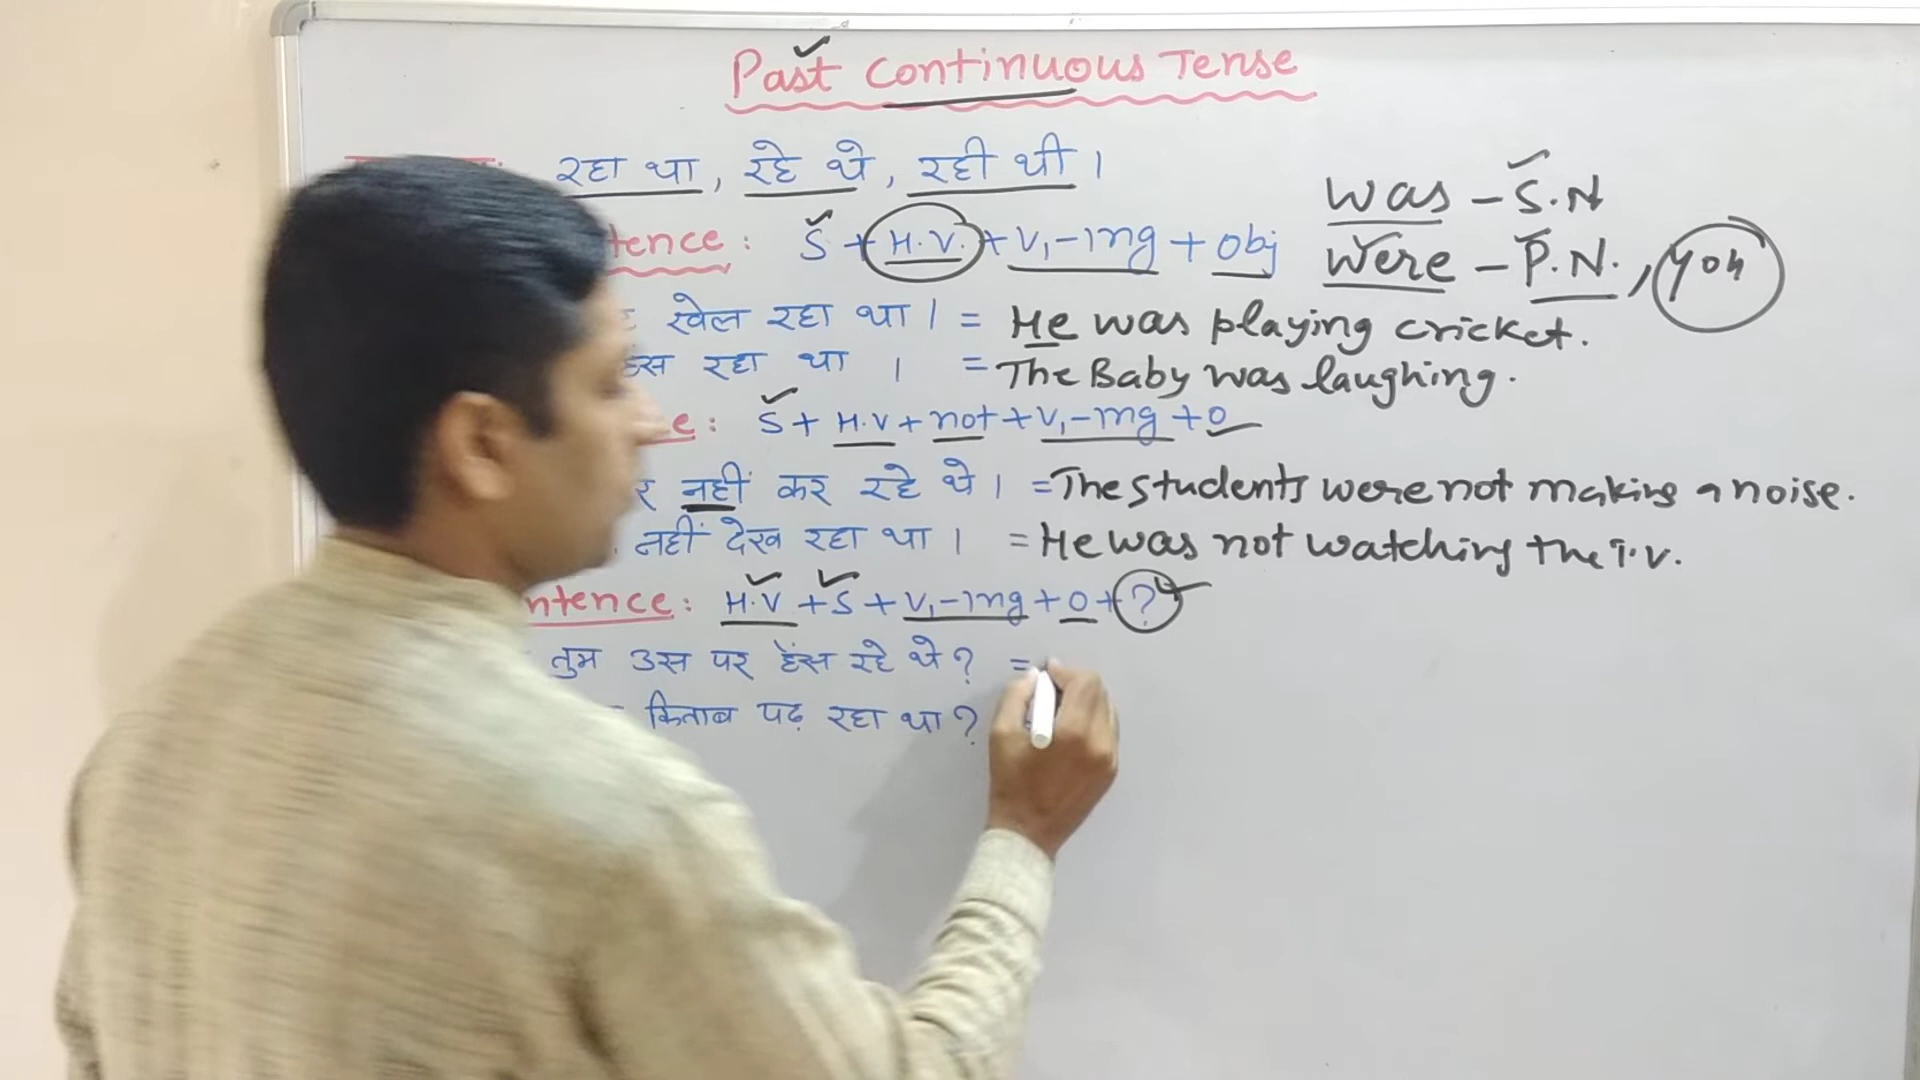 Past Continuous Tense
रहा था, रहे थे, रही थी।
was - S.N
tence: S + H.V. + V₁-ing + obj
were - P.N., you
खेल रहा था। = He was playing cricket.
रहा था । = The Baby was laughing.
e: S + H.V + not + V₁-ing + O
र नहीं कर रहे थे। = The students were not making a noise.
नहीं देख रहा था। = He was not watching the T.V.
ntence: H.V + S + V₁-ing + O + ?
तुम उस पर हँस रहे थे? =
किताब पढ़ रहा था?